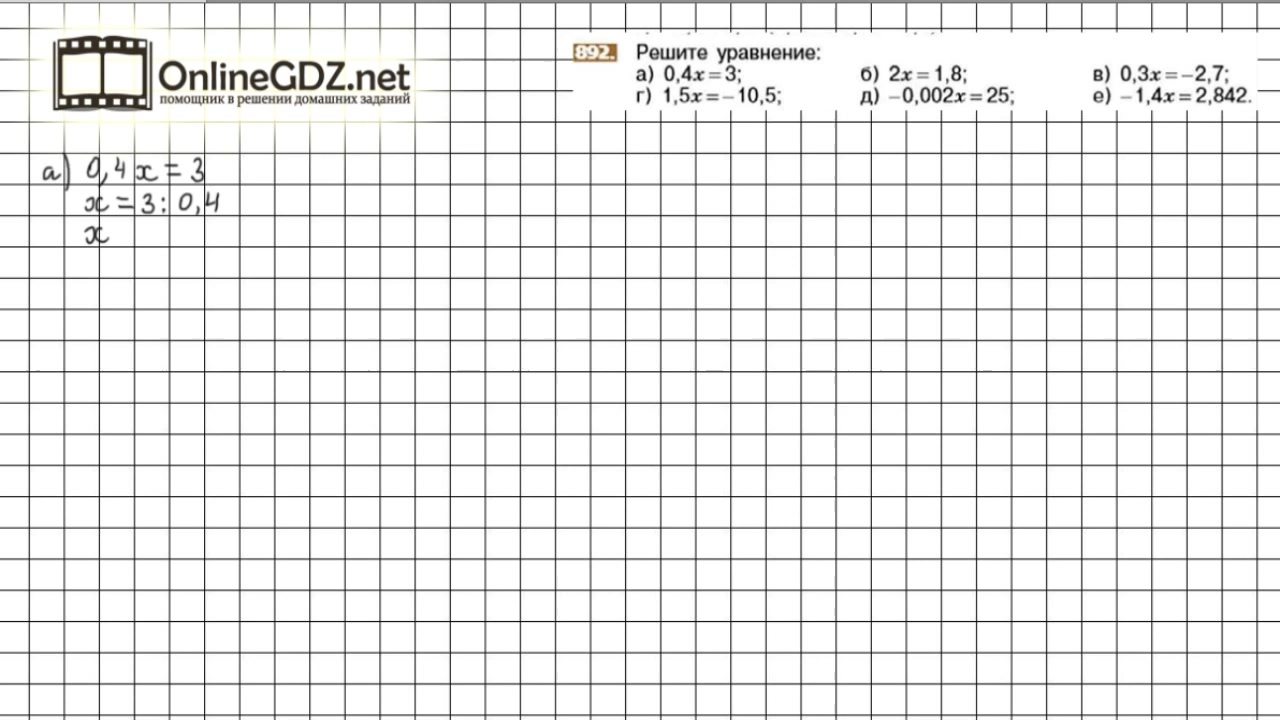 OnlineGDZ.net
помощник в решении домашних заданий
892. Решите уравнение:
а) 0,4x = 3; б) 2x = 1,8; в) 0,3x = −2,7;
г) 1,5x = −10,5; д) −0,002x = 25; е) −1,4x = 2,842.
а) 0,4x = 3
x = 3 : 0,4
x